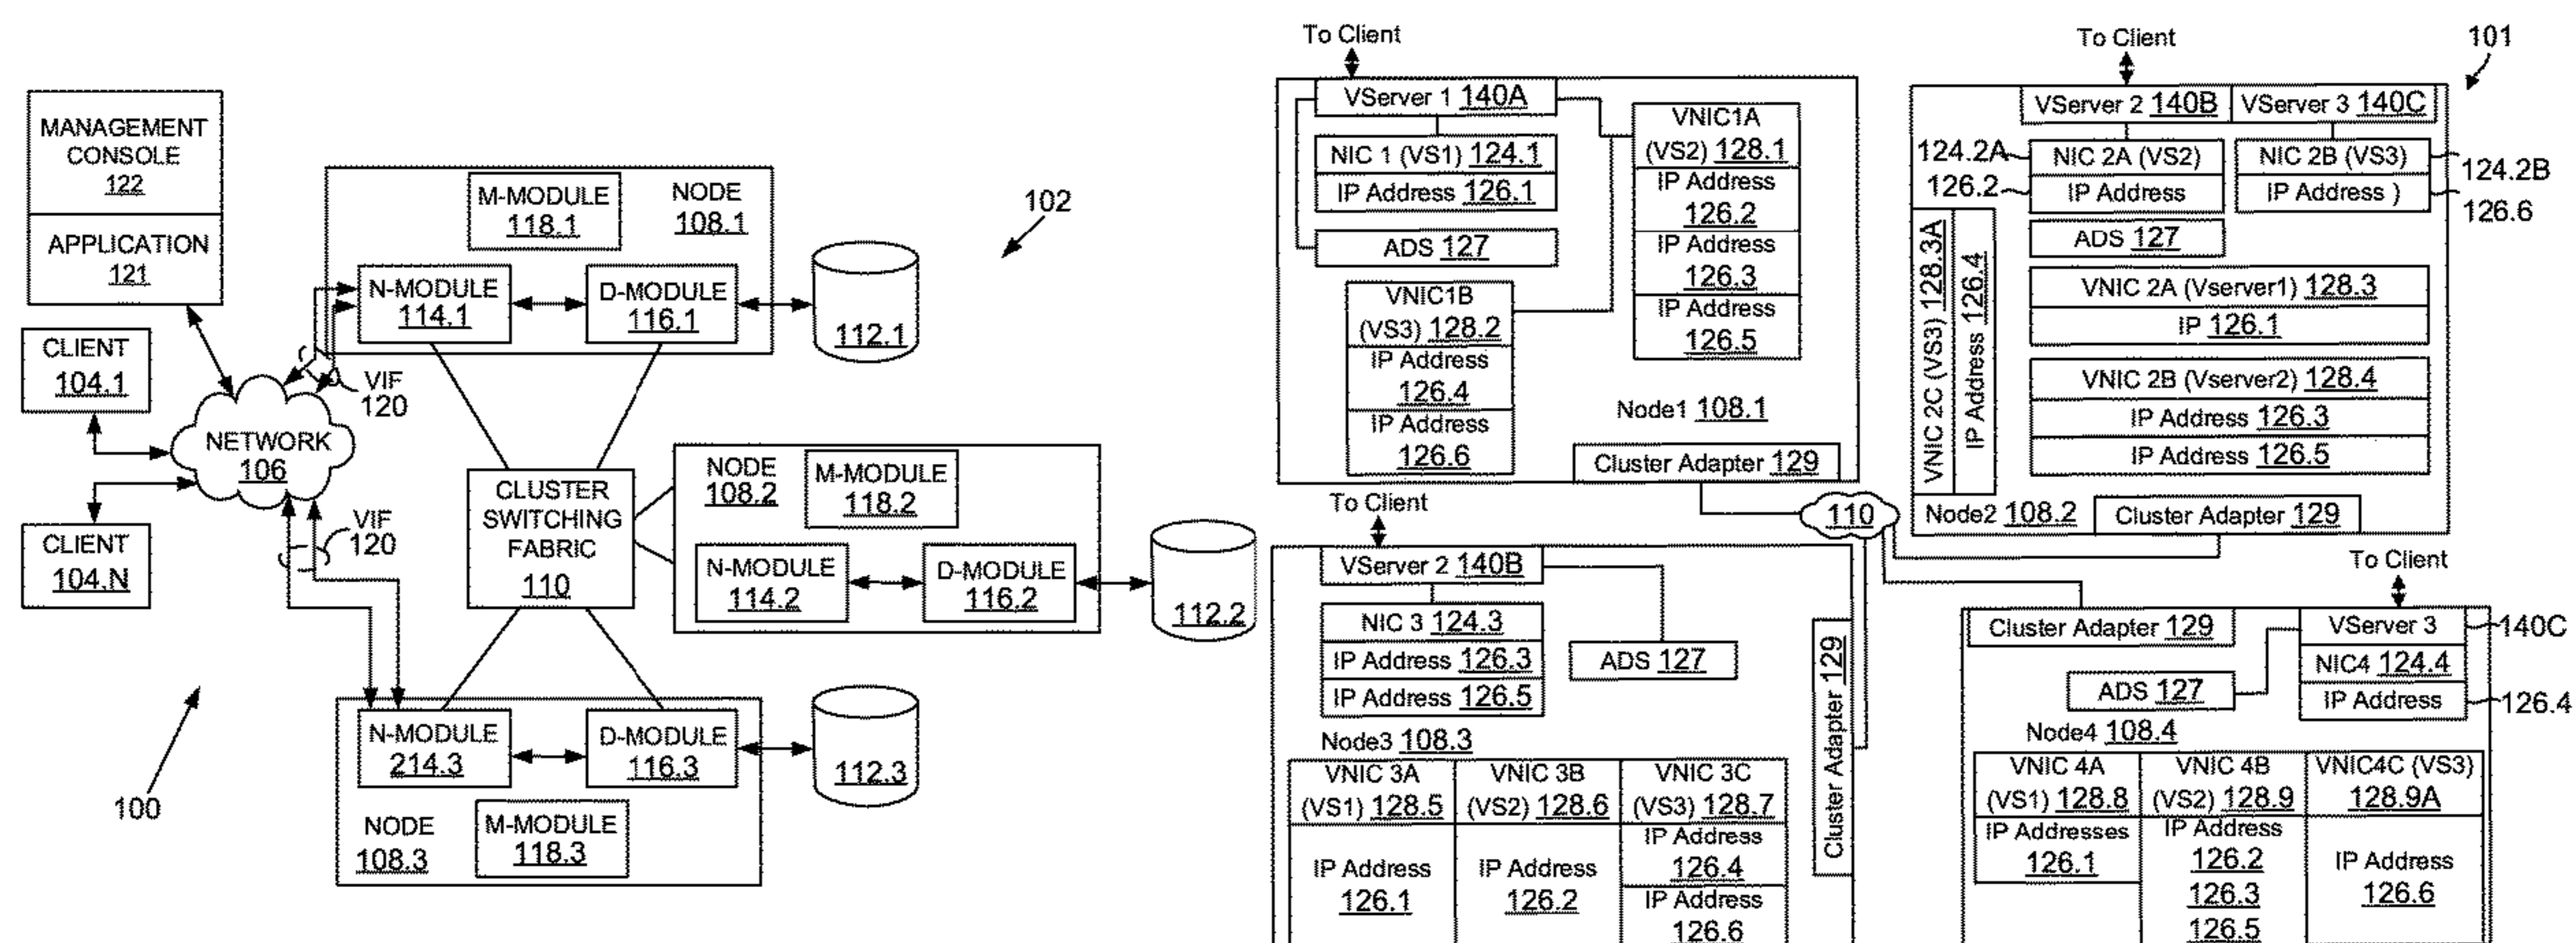 MANAGEMENT
CONSOLE
122
APPLICATION
121
CLIENT
104.1
CLIENT
104.N
NETWORK
106
VIF
120
VIF
120
100
M-MODULE
118.1
NODE
108.1
N-MODULE
114.1
D-MODULE
116.1
112.1
102
CLUSTER
SWITCHING
FABRIC
110
NODE
108.2
M-MODULE
118.2
N-MODULE
114.2
D-MODULE
116.2
112.2
N-MODULE
214.3
D-MODULE
116.3
112.3
NODE
108.3
M-MODULE
118.3
To Client
VServer 1 140A
NIC 1 (VS1) 124.1
IP Address 126.1
ADS 127
VNIC1A
(VS2) 128.1
IP Address
126.2
IP Address
126.3
IP Address
126.5
VNIC1B
(VS3) 128.2
IP Address
126.4
IP Address
126.6
Node1 108.1
Cluster Adapter 129
110
To Client
101
VServer 2 140B
VServer 3 140C
124.2A
NIC 2A (VS2)
126.2
IP Address
NIC 2B (VS3)
124.2B
IP Address )
126.6
ADS 127
VNIC 2C (VS3) 128.3A
IP Address 126.4
VNIC 2A (Vserver1) 128.3
IP 126.1
VNIC 2B (Vserver2) 128.4
IP Address 126.3
IP Address 126.5
Node2 108.2
Cluster Adapter 129
To Client
VServer 2 140B
NIC 3 124.3
IP Address 126.3
IP Address 126.5
ADS 127
Cluster Adapter 129
Node3 108.3
VNIC 3A
(VS1) 128.5
IP Address
126.1
VNIC 3B
(VS2) 128.6
IP Address
126.2
VNIC 3C
(VS3) 128.7
IP Address
126.4
IP Address
126.6
To Client
Cluster Adapter 129
VServer 3
140C
NIC4 124.4
IP Address
126.4
ADS 127
Node4 108.4
VNIC 4A
(VS1) 128.8
IP Addresses
126.1
VNIC 4B
(VS2) 128.9
IP Address
126.2
126.3
126.5
VNIC4C (VS3)
128.9A
IP Address
126.6